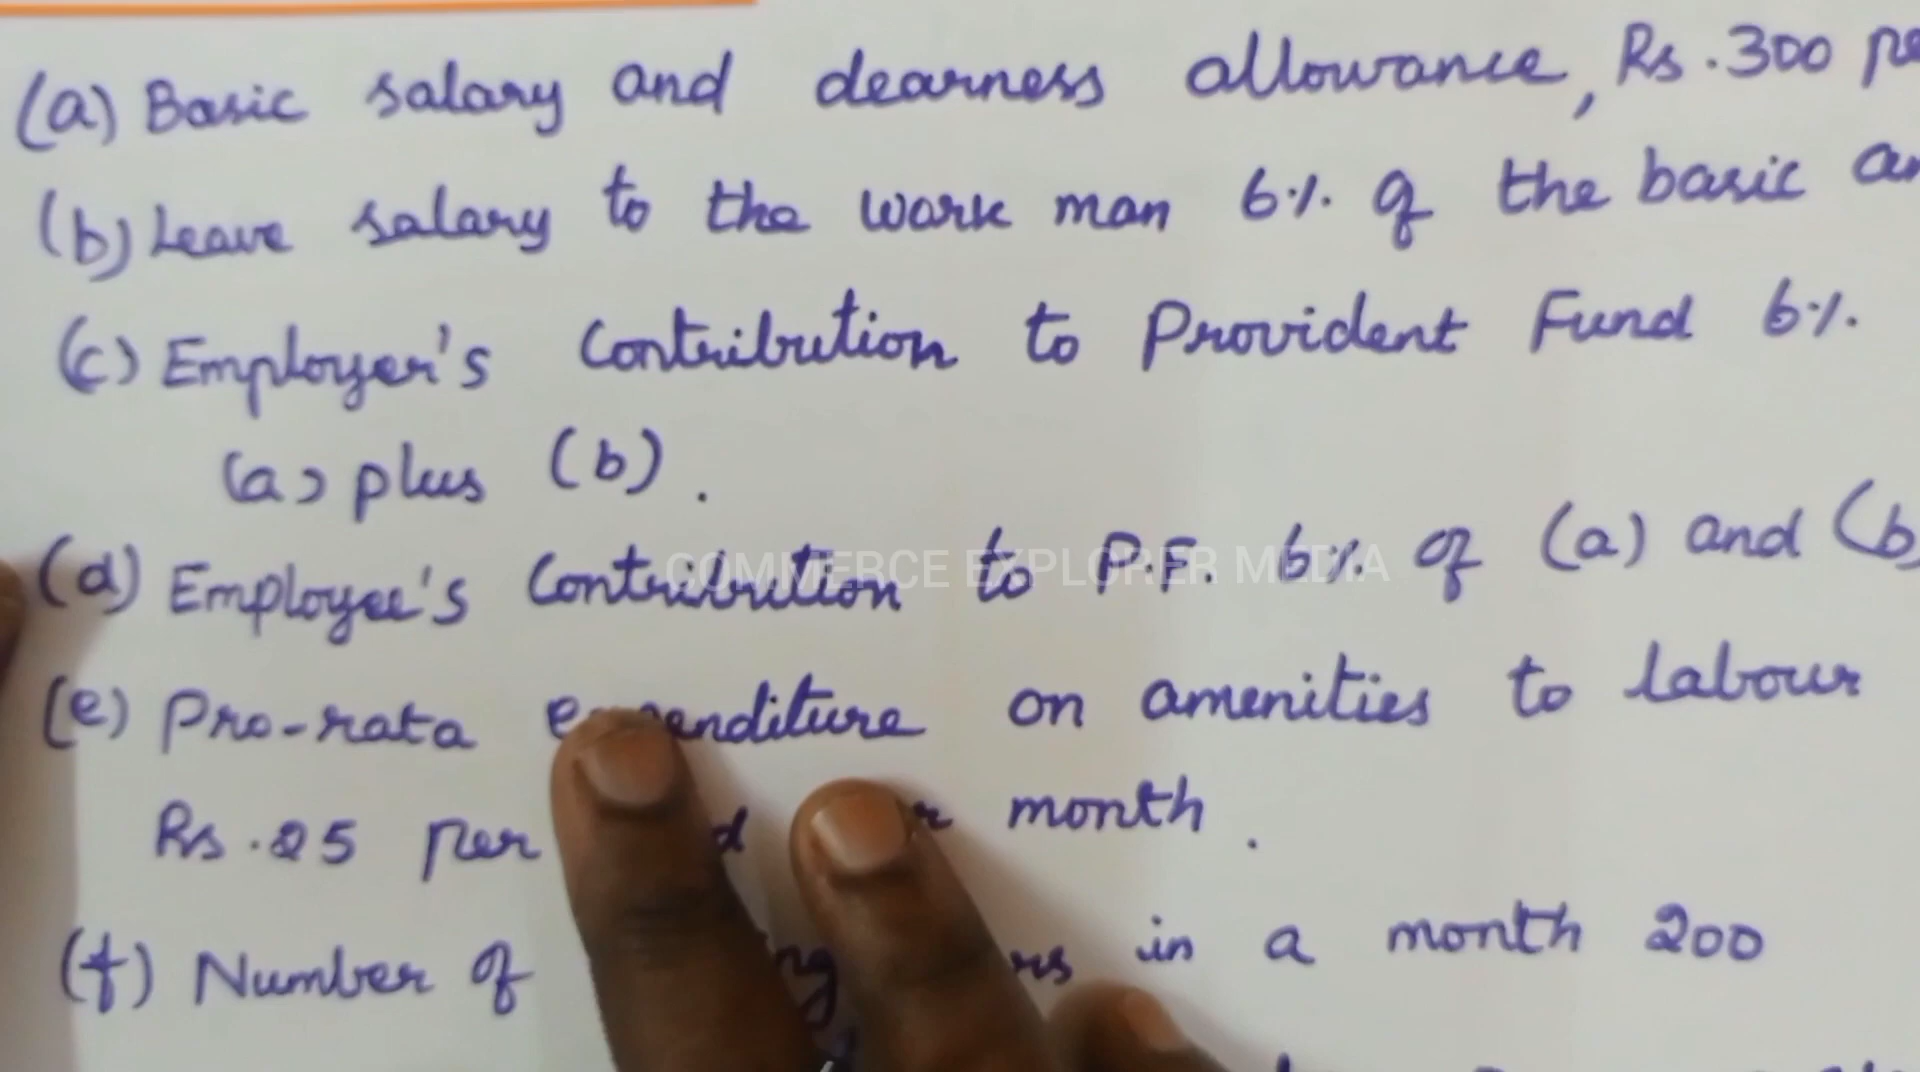 (a) Basic salary and dearness allowance, Rs. 300
(b) Leave salary to the work man 6%. of the basic
(c) Employer's Contribution to Provident Fund 6%.
(a) plus (b).
(d) Employee's Contribution to P.F. 6%. of (a) and (b)
COMMERCE EXPLORER MEDIA
(e) Pro-rata expenditure on amenities to labour
Rs. 25 per month.
(f) Number of in a month 200